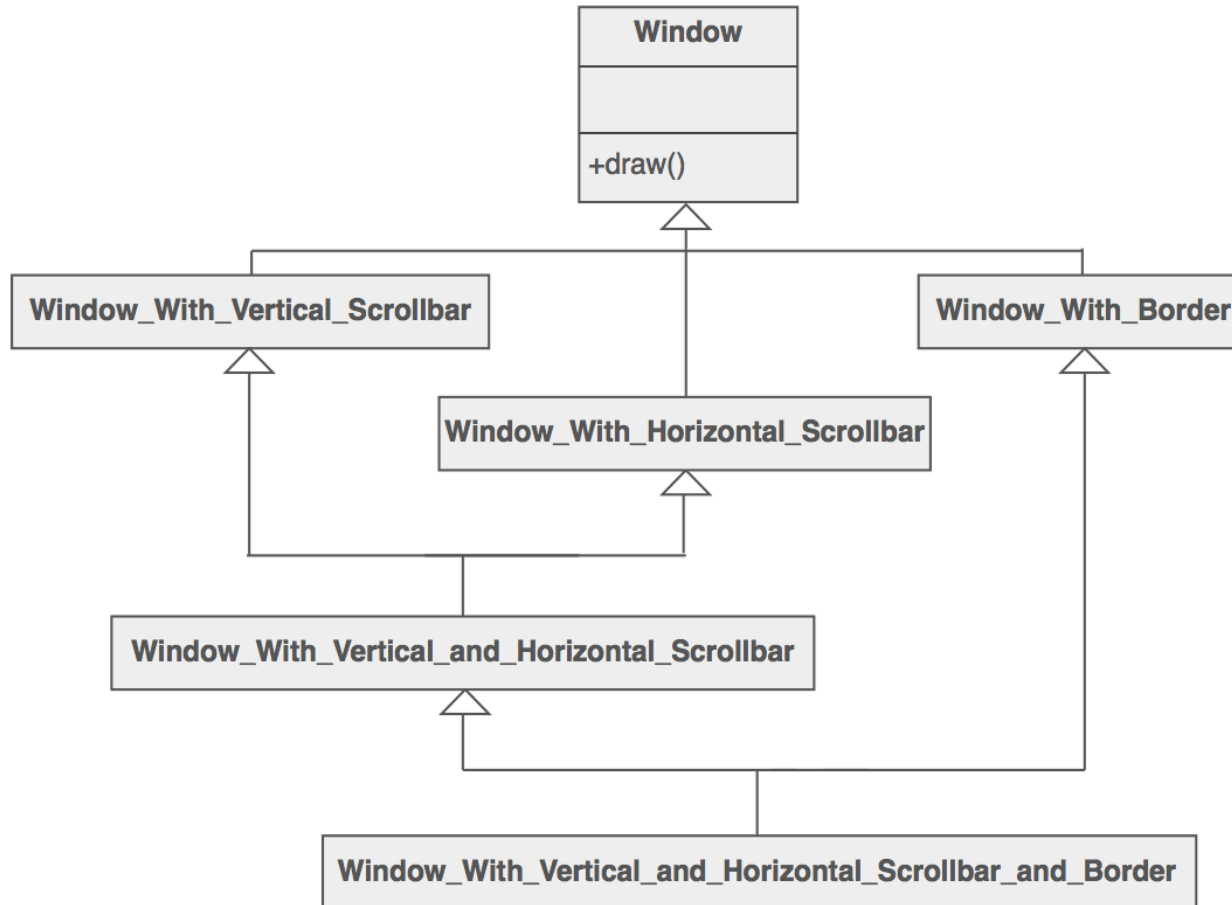 Window
+draw()
Window_With_Vertical_Scrollbar
Window_With_Border
Window_With_Horizontal_Scrollbar
Window_With_Vertical_and_Horizontal_Scrollbar
Window_With_Vertical_and_Horizontal_Scrollbar_and_Border